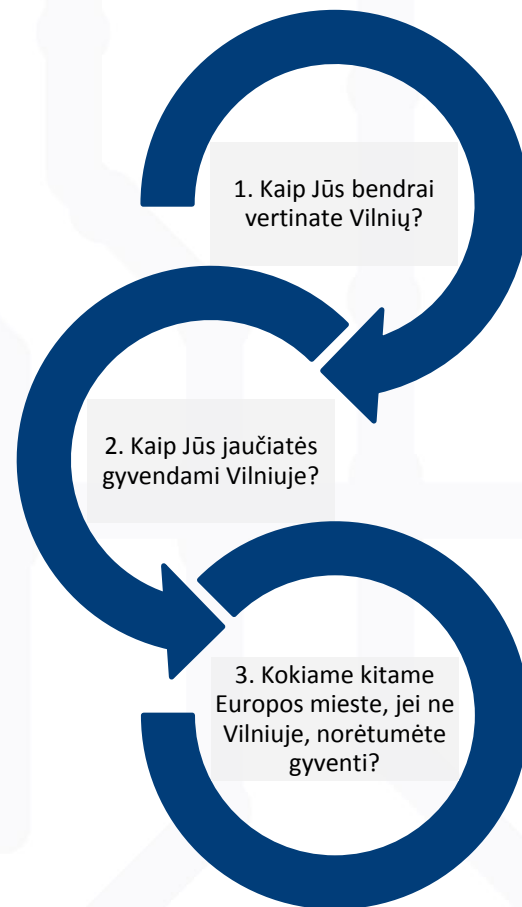 1. Kaip Jūs bendrai
vertinate Vilnių?
2. Kaip Jūs jaučiatės
gyvendami Vilniuje?
3. Kokiame kitame
Europos mieste, jei ne
Vilniuje, norėtumėte
gyventi?